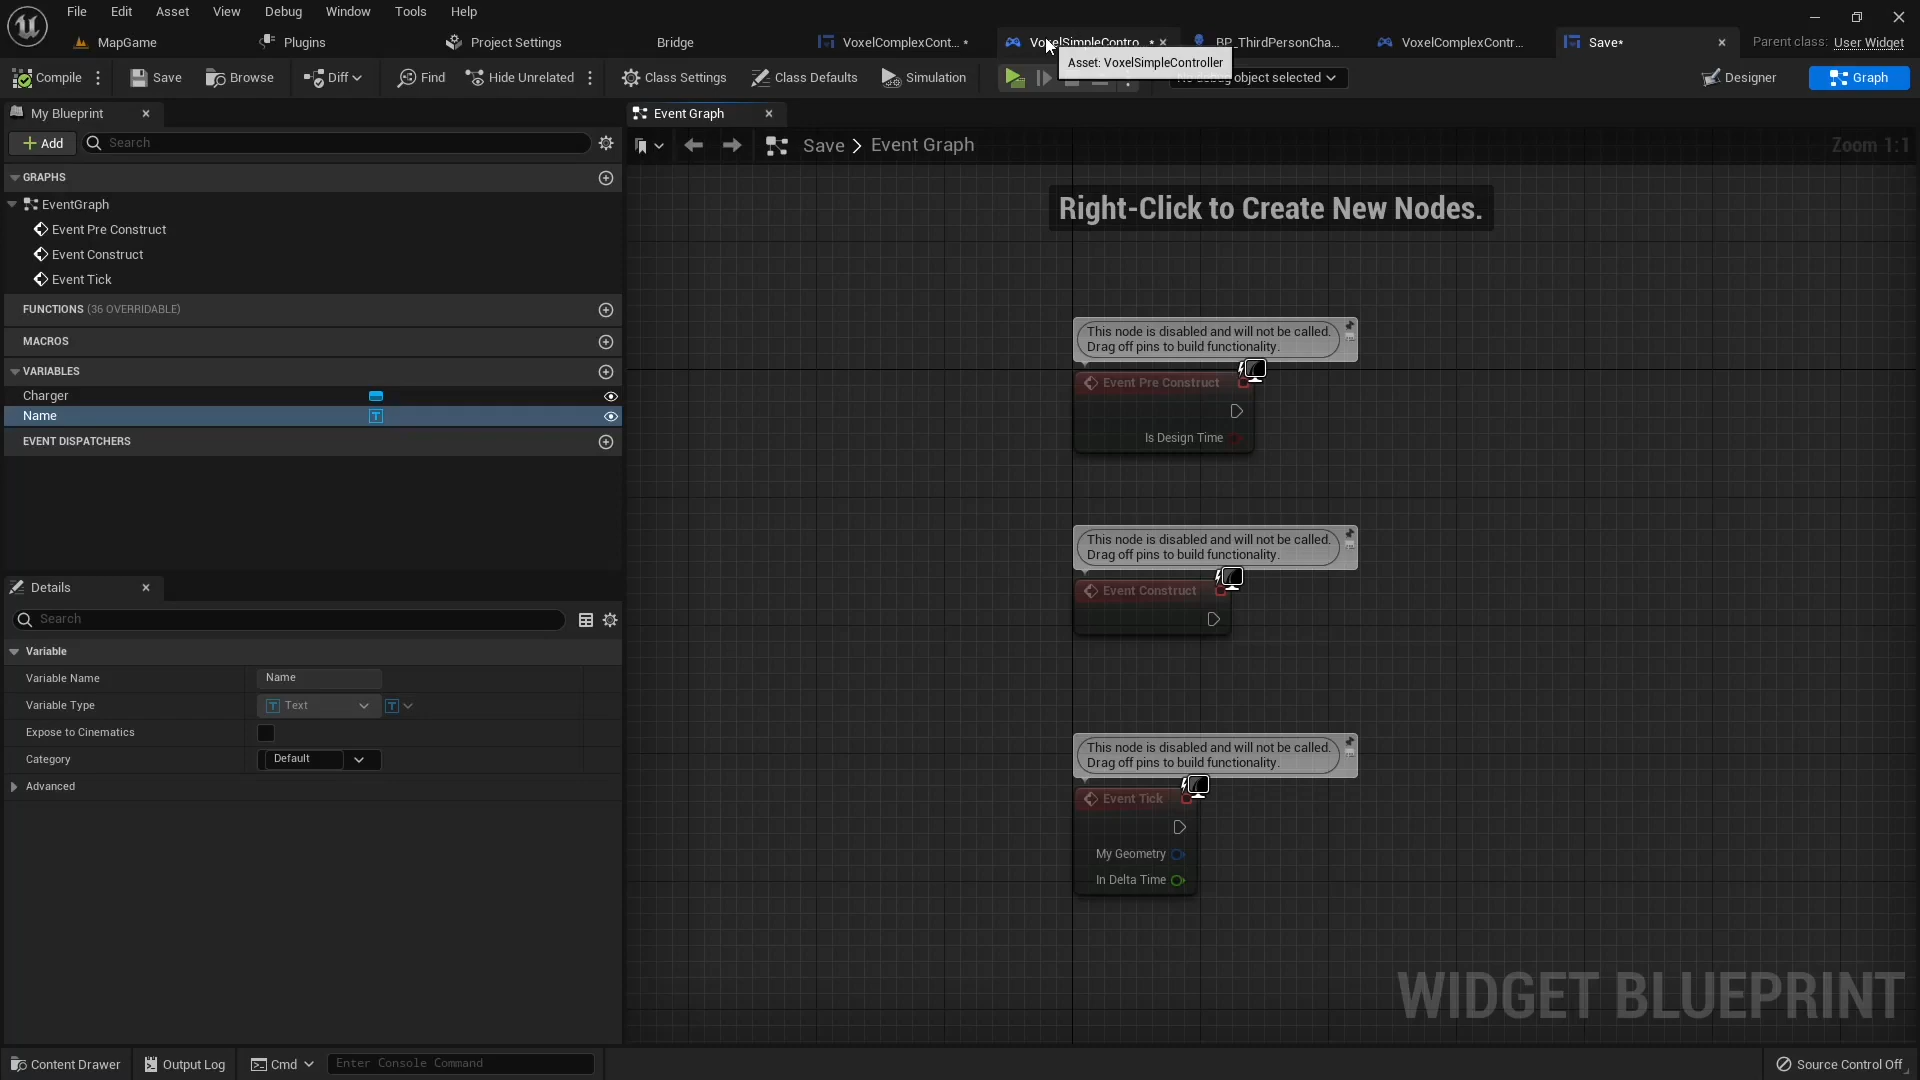 File Edit Asset View Debug Window Tools Help
MapGame Plugins Project Settings Bridge VoxelComplexCont... * VoxelSimpleContro... * BP_ThirdPersonCha... VoxelComplexContr... Save* Parent class: User Widget
Asset: VoxelSimpleController
Compile Save Browse Diff Find Hide Unrelated Class Settings Class Defaults Simulation No debug object selected Designer Graph
My Blueprint
Event Graph
Add Search
Save > Event Graph
Zoom 1:1
GRAPHS
EventGraph
Event Pre Construct
Event Construct
Event Tick
FUNCTIONS (36 OVERRIDABLE)
MACROS
VARIABLES
Charger
Name
EVENT DISPATCHERS
Right-Click to Create New Nodes.
This node is disabled and will not be called.
Drag off pins to build functionality.
Event Pre Construct
Is Design Time
This node is disabled and will not be called.
Drag off pins to build functionality.
Event Construct
This node is disabled and will not be called.
Drag off pins to build functionality.
Event Tick
My Geometry
In Delta Time
WIDGET BLUEPRINT
Details
Search
Variable
Variable Name Name
Variable Type Text
Expose to Cinematics
Category Default
Advanced
Content Drawer Output Log Cmd Enter Console Command Source Control Off